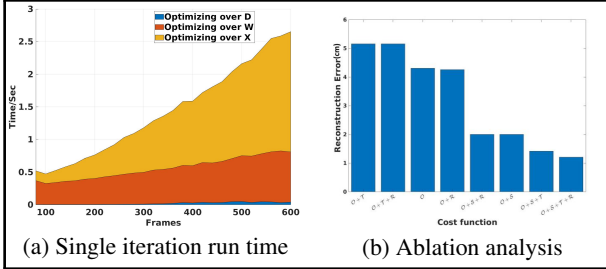 3
2.5
2
1.5
1
0.5
0
Time/Sec
Optimizing over D
Optimizing over W
Optimizing over X
100 200 300 400 500 600
Frames
(a) Single iteration run time
6
5
4
3
2
1
0
Reconstruction Error(cm)
O+T O+T+R O O+R O+S+R O+S O+S+T O+S+T+R
Cost function
(b) Ablation analysis